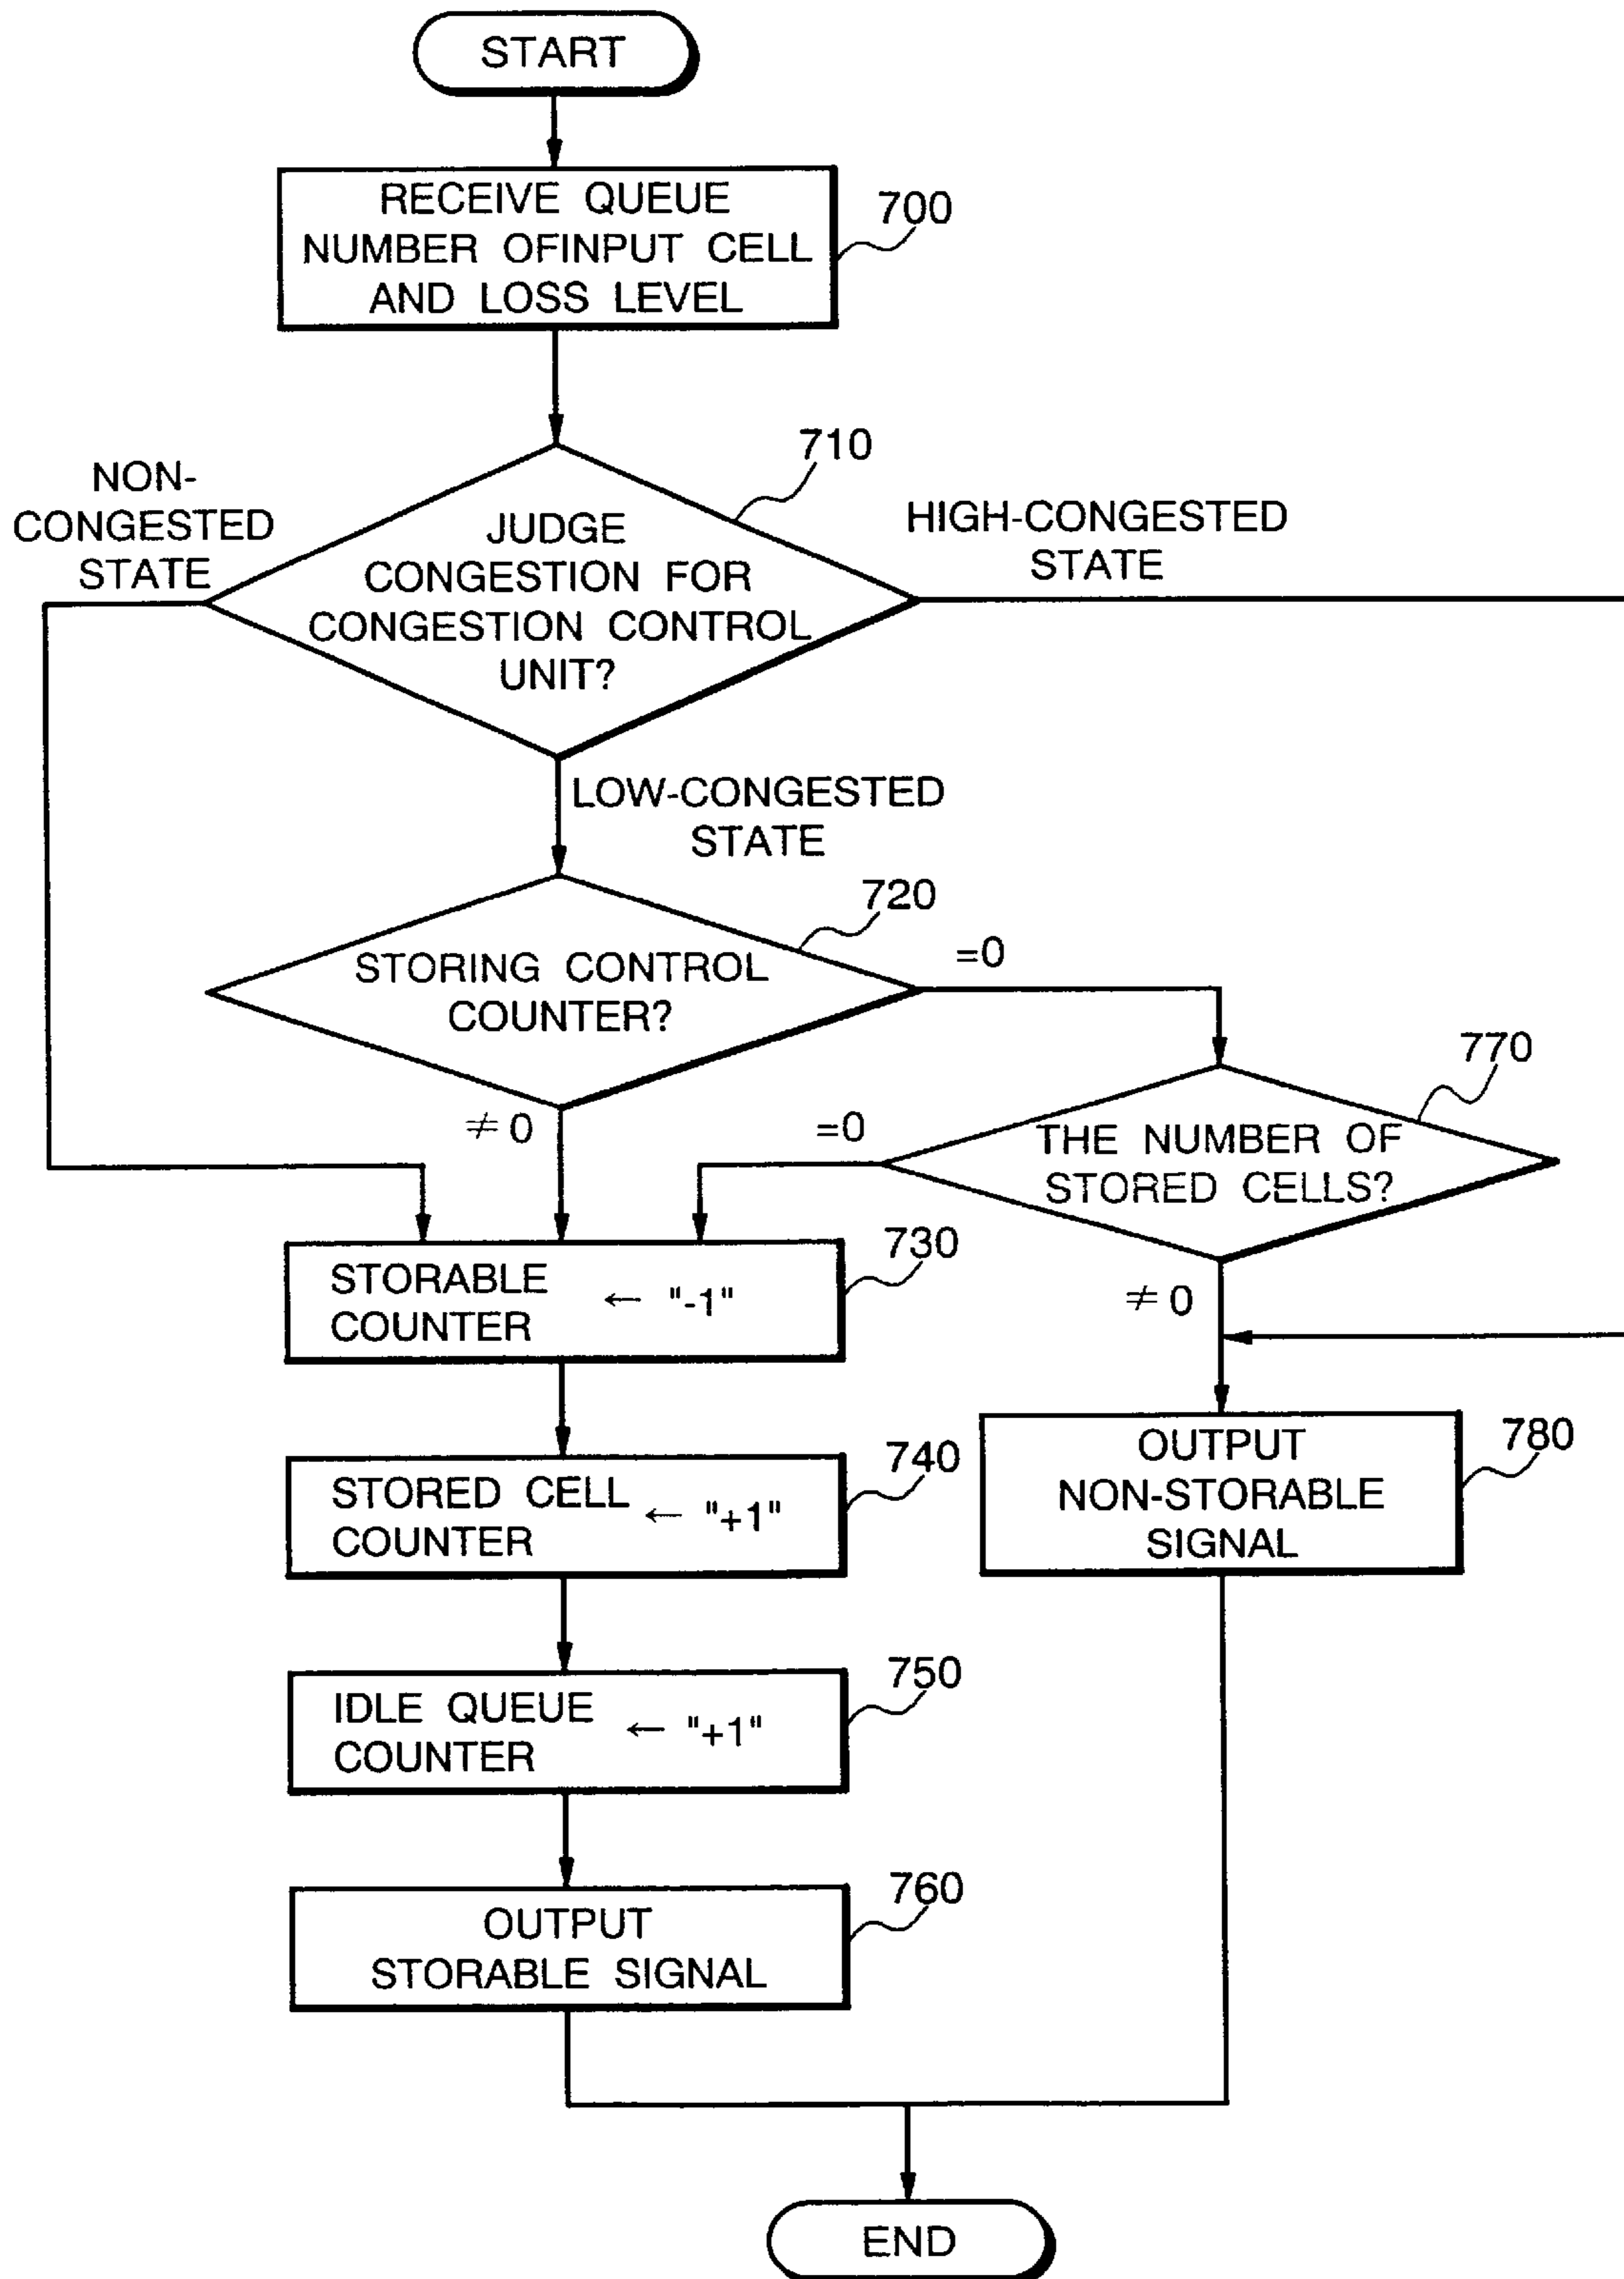 START
RECEIVE QUEUE
NUMBER OFINPUT CELL
AND LOSS LEVEL
700
710
NON-
CONGESTED
STATE
JUDGE
CONGESTION FOR
CONGESTION CONTROL
UNIT?
HIGH-CONGESTED
STATE
LOW-CONGESTED
STATE
720
STORING CONTROL
COUNTER?
=0
≠0
770
THE NUMBER OF
STORED CELLS?
=0
≠0
730
STORABLE
COUNTER ← "-1"
740
STORED CELL
COUNTER ← "+1"
750
IDLE QUEUE
COUNTER ← "+1"
760
OUTPUT
STORABLE SIGNAL
780
OUTPUT
NON-STORABLE
SIGNAL
END